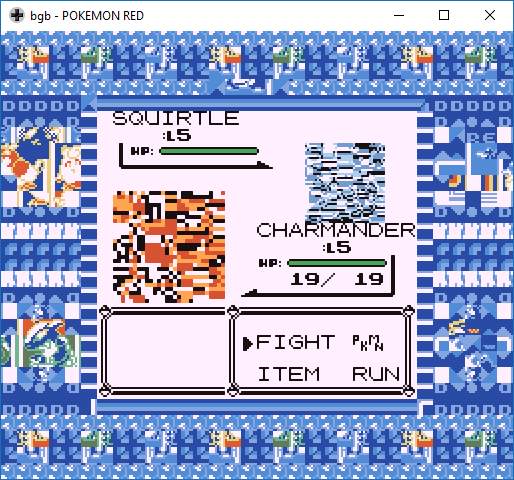 bgb - POKEMON RED
SQUIRTLE
:L5
HP:
CHARMANDER
:L5
HP:
19/ 19
FIGHT PKMN
ITEM RUN